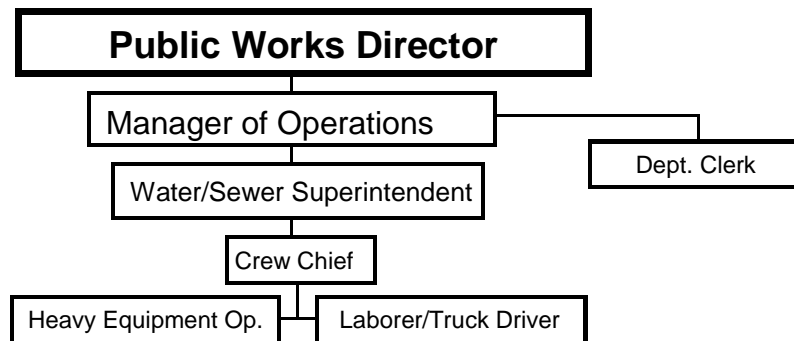 Public Works Director
Manager of Operations
Dept. Clerk
Water/Sewer Superintendent
Crew Chief
Heavy Equipment Op.
Laborer/Truck Driver